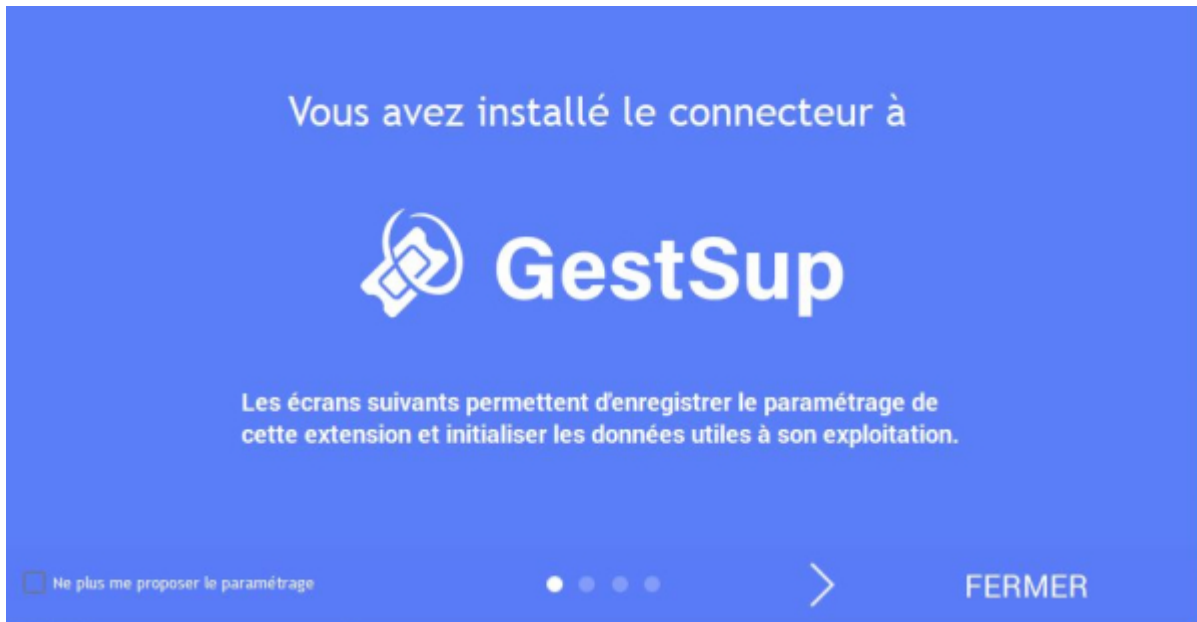 Vous avez installé le connecteur à
GestSup
Les écrans suivants permettent d'enregistrer le paramétrage de
cette extension et initialiser les données utiles à son exploitation.
Ne plus me proposer le paramétrage
FERMER